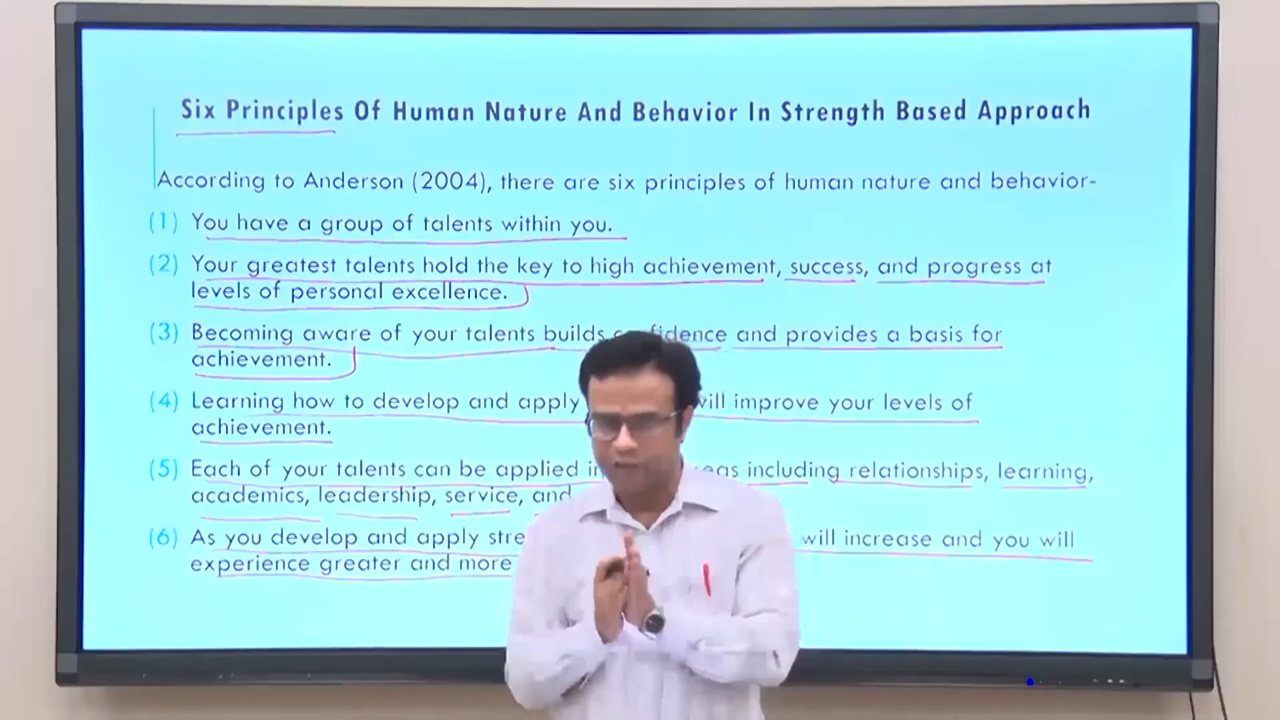 Six Principles Of Human Nature And Behavior In Strength Based Approach
According to Anderson (2004), there are six principles of human nature and behavior-
(1) You have a group of talents within you.
(2) Your greatest talents hold the key to high achievement, success, and progress at
levels of personal excellence.
(3) Becoming aware of your talents builds confidence and provides a basis for
achievement.
(4) Learning how to develop and apply will improve your levels of
achievement.
(5) Each of your talents can be applied in including relationships, learning,
academics, leadership, service, and
(6) As you develop and apply will increase and you will
experience greater and more